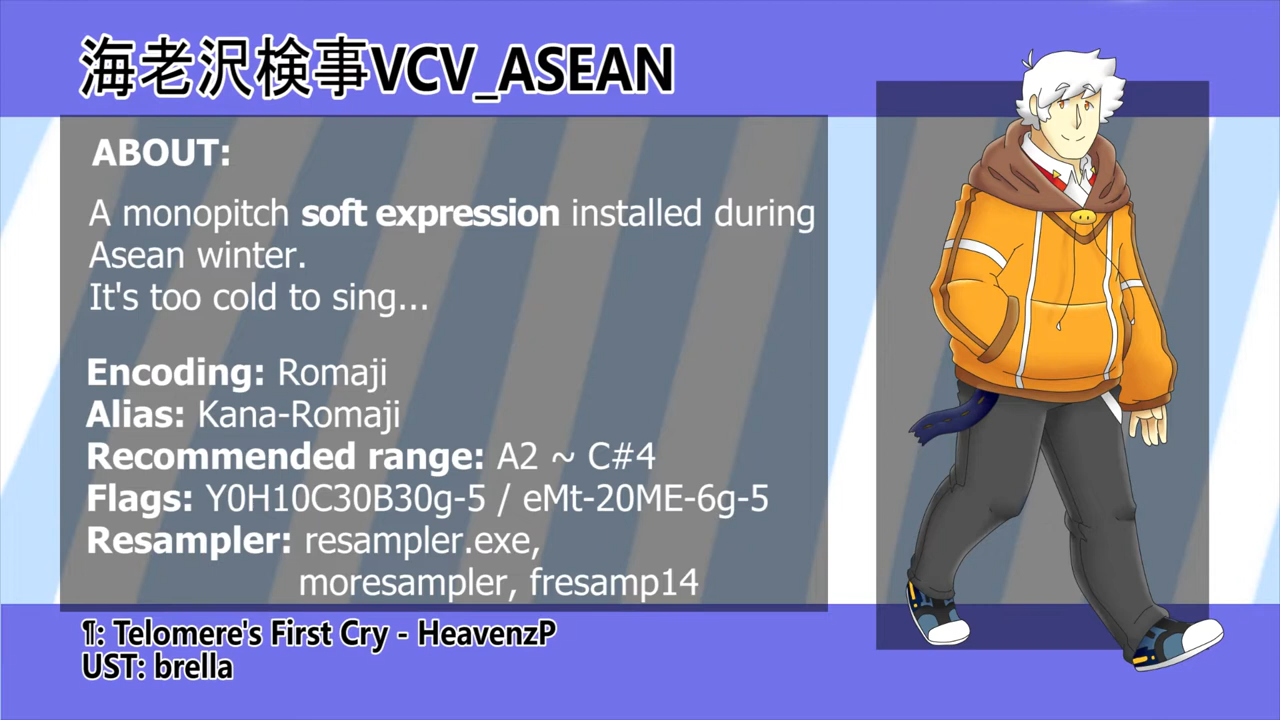 海老沢検事VCV_ASEAN
ABOUT:
A monopitch soft expression installed during
Asean winter.
It's too cold to sing...
Encoding: Romaji
Alias: Kana-Romaji
Recommended range: A2 ~ C#4
Flags: Y0H10C30B30g-5 / eMt-20ME-6g-5
Resampler: resampler.exe,
moresampler, fresamp14
¶: Telomere's First Cry - HeavenzP
UST: brella